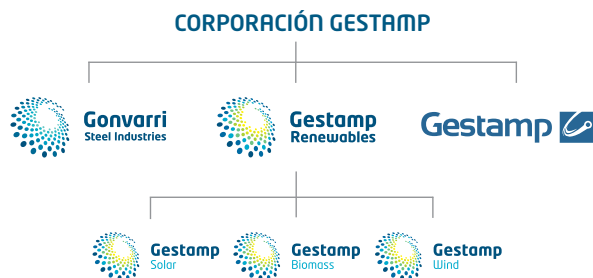 CORPORACIÓN GESTAMP
Gonvarri
Steel Industries
Gestamp
Renewables
Gestamp
Gestamp
Solar
Gestamp
Biomass
Gestamp
Wind